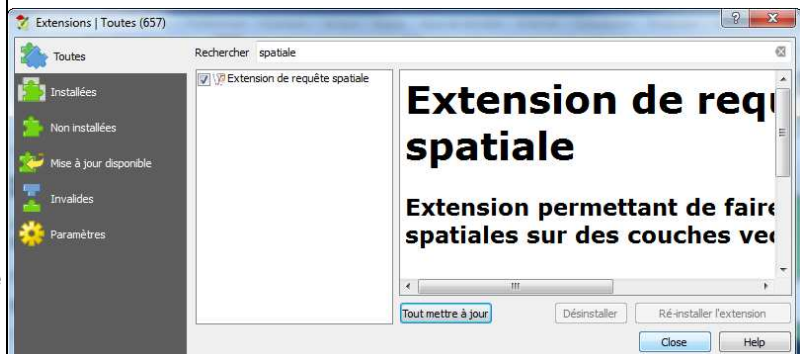 Extensions | Toutes (657)
Toutes
Installées
Non installées
Mise à jour disponible
Invalides
Paramètres
Rechercher spatiale
Extension de requête spatiale
Extension de requ
spatiale
Extension permettant de faire
spatiales sur des couches vec
Tout mettre à jour
Désinstaller
Ré-installer l'extension
Close
Help